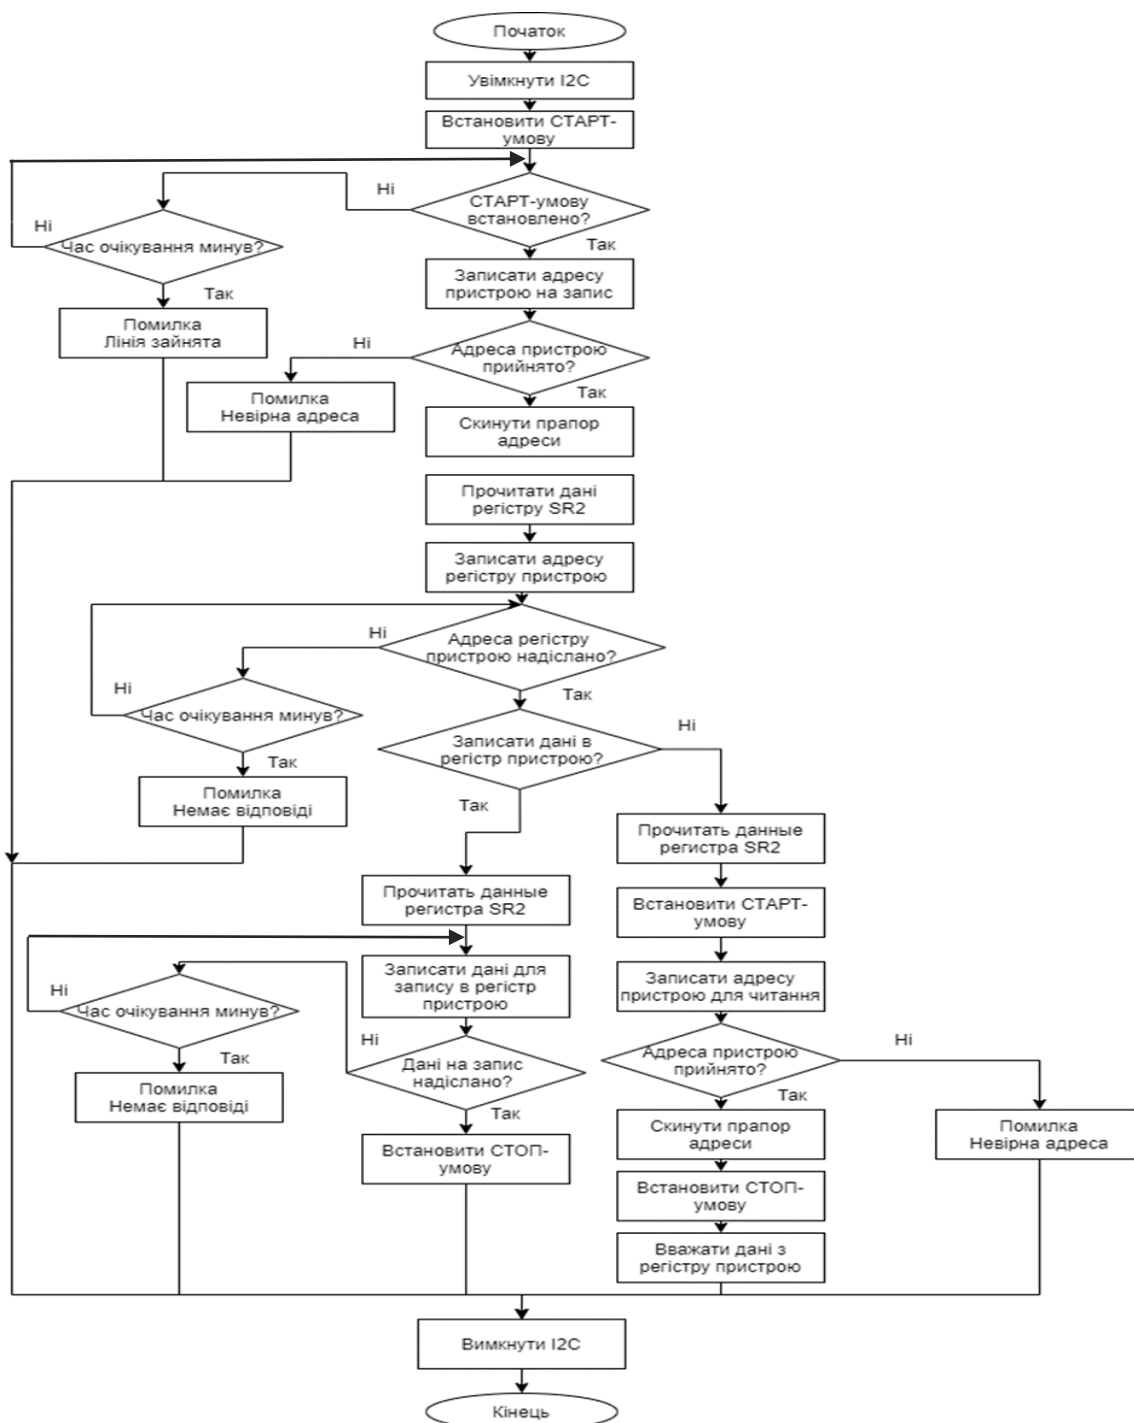 Початок
Увімкнути I2C
Встановити СТАРТ-
умову
Ні
СТАРТ-умову
встановлено?
Ні
Час очікування минув?
Так
Так
Записати адресу
пристрою на запис
Помилка
Лінія зайнята
Ні
Адреса пристрою
прийнято?
Так
Помилка
Невірна адреса
Скинути прапор
адреси
Прочитати дані
регістру SR2
Записати адресу
регістру пристрою
Ні
Адреса регістру
пристрою надіслано?
Ні
Час очікування минув?
Так
Так
Записати дані в
регістр пристрою?
Ні
Помилка
Немає відповіді
Так
Прочитать данные
регистра SR2
Прочитать данные
регистра SR2
Встановити СТАРТ-
умову
Записати дані для
запису в регістр
пристрою
Записати адресу
пристрою для читання
Ні
Час очікування минув?
Так
Ні
Дані на запис
надіслано?
Так
Адреса пристрою
прийнято?
Ні
Так
Помилка
Немає відповіді
Встановити СТОП-
умову
Скинути прапор
адреси
Помилка
Невірна адреса
Встановити СТОП-
умову
Вважати дані з
регістру пристрою
Вимкнути I2C
Кінець